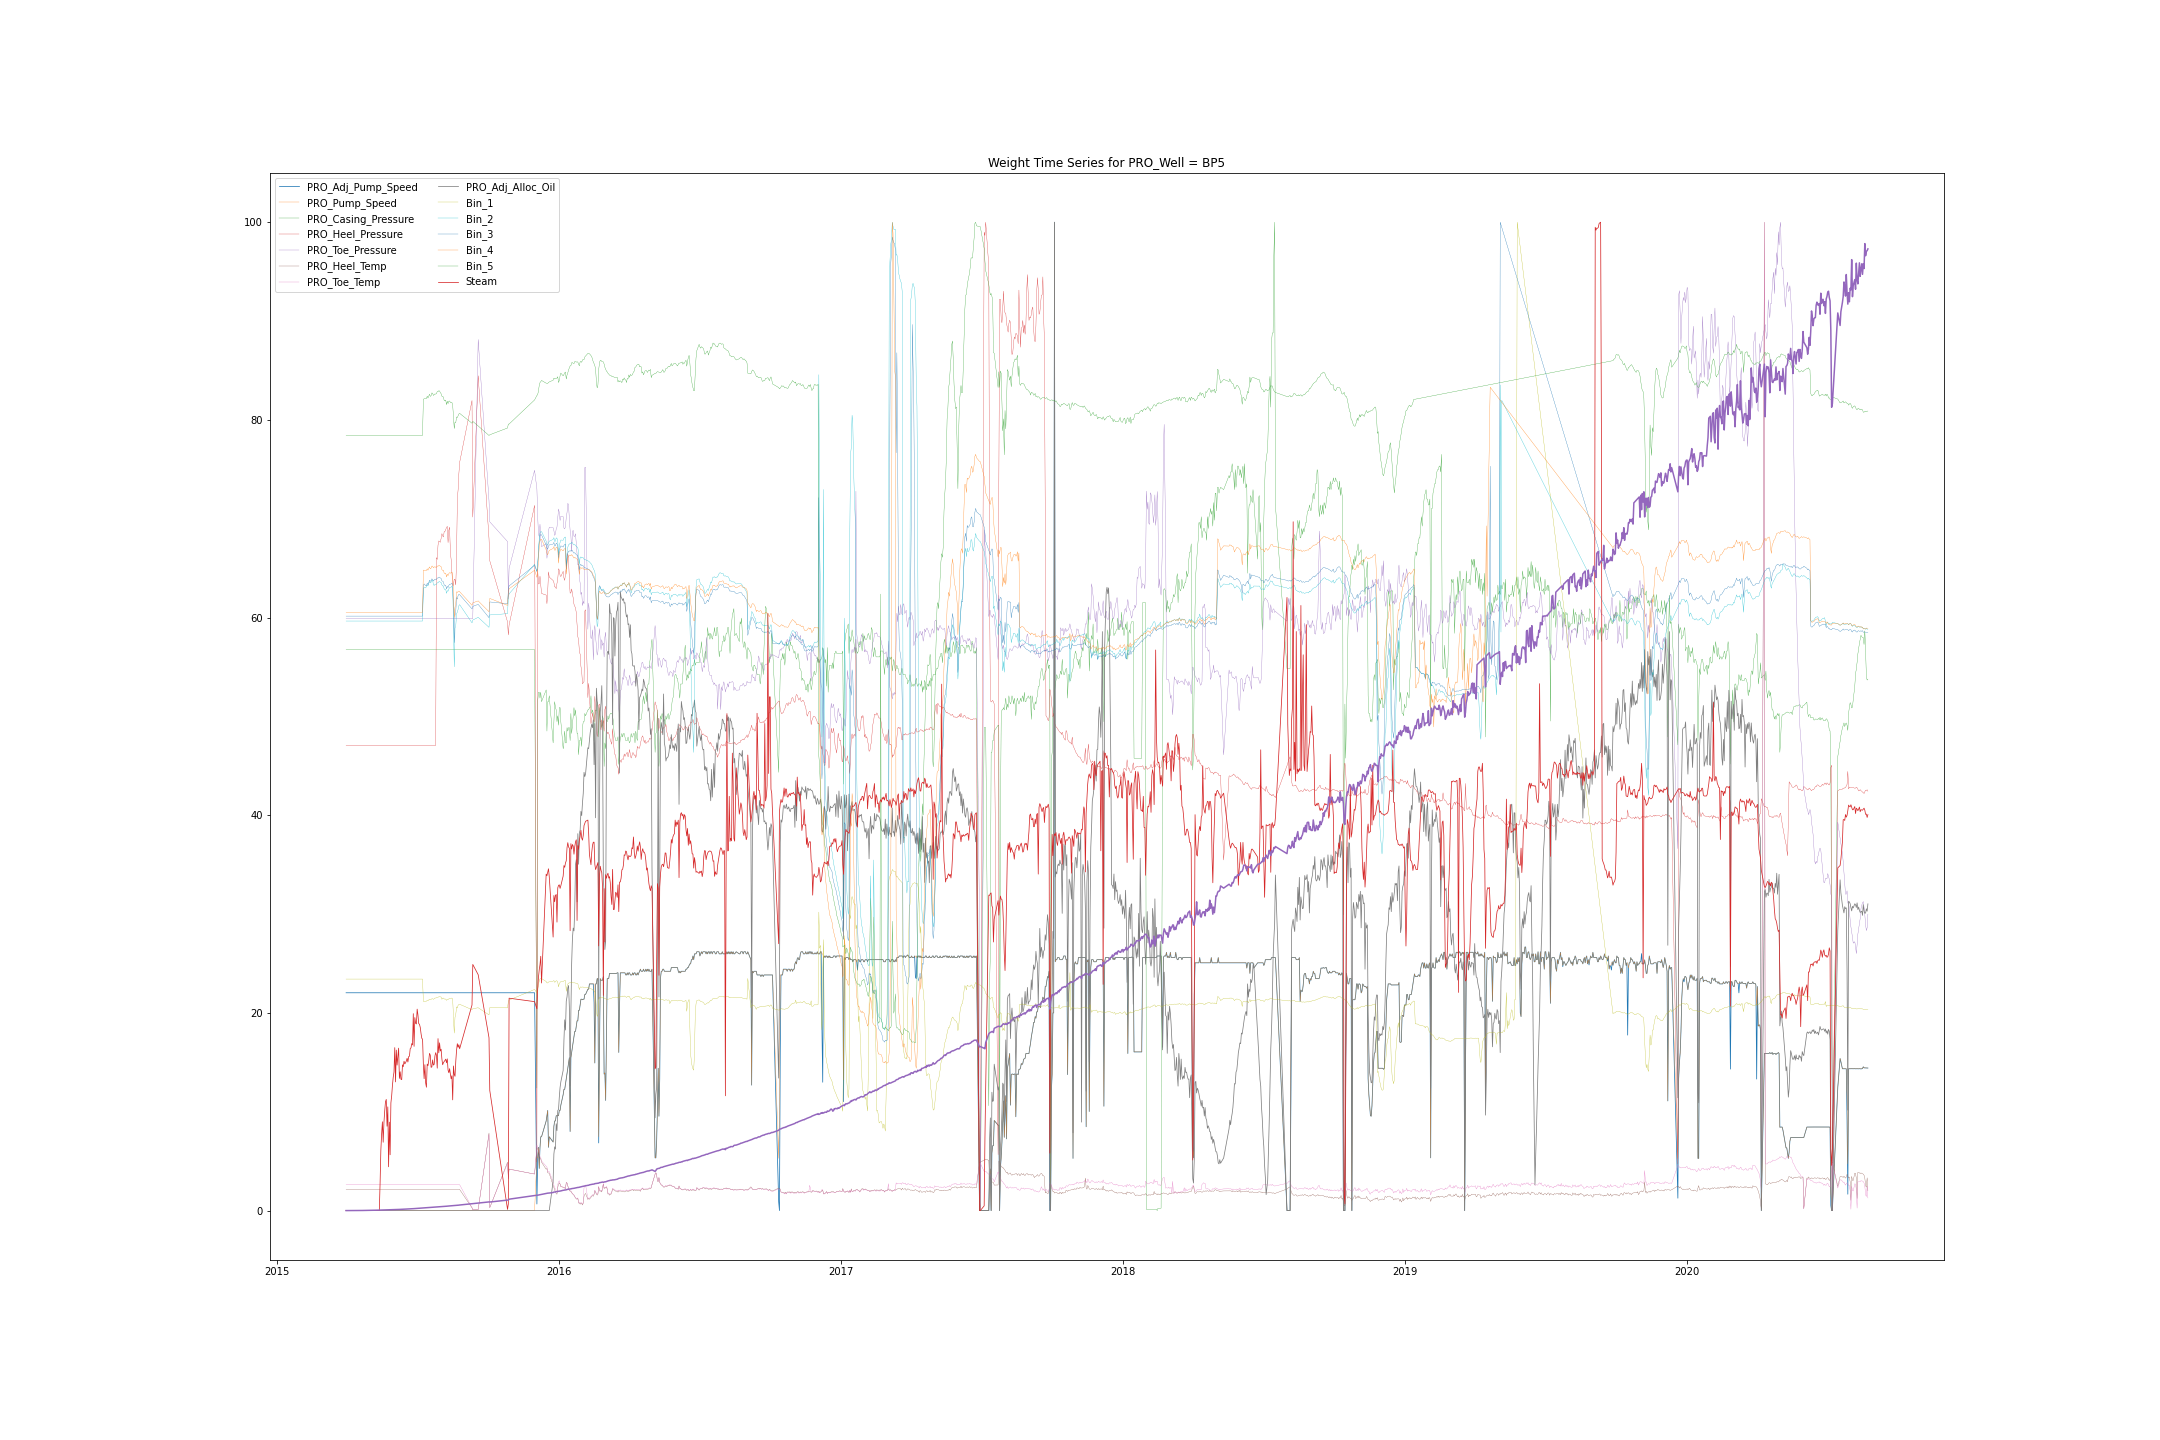 Weight Time Series for PRO_Well = BP5
PRO_Adj_Pump_Speed
PRO_Pump_Speed
PRO_Casing_Pressure
PRO_Heel_Pressure
PRO_Toe_Pressure
PRO_Heel_Temp
PRO_Toe_Temp
PRO_Adj_Alloc_Oil
Bin_1
Bin_2
Bin_3
Bin_4
Bin_5
Steam
100
80
60
40
20
0
2015 2016 2017 2018 2019 2020